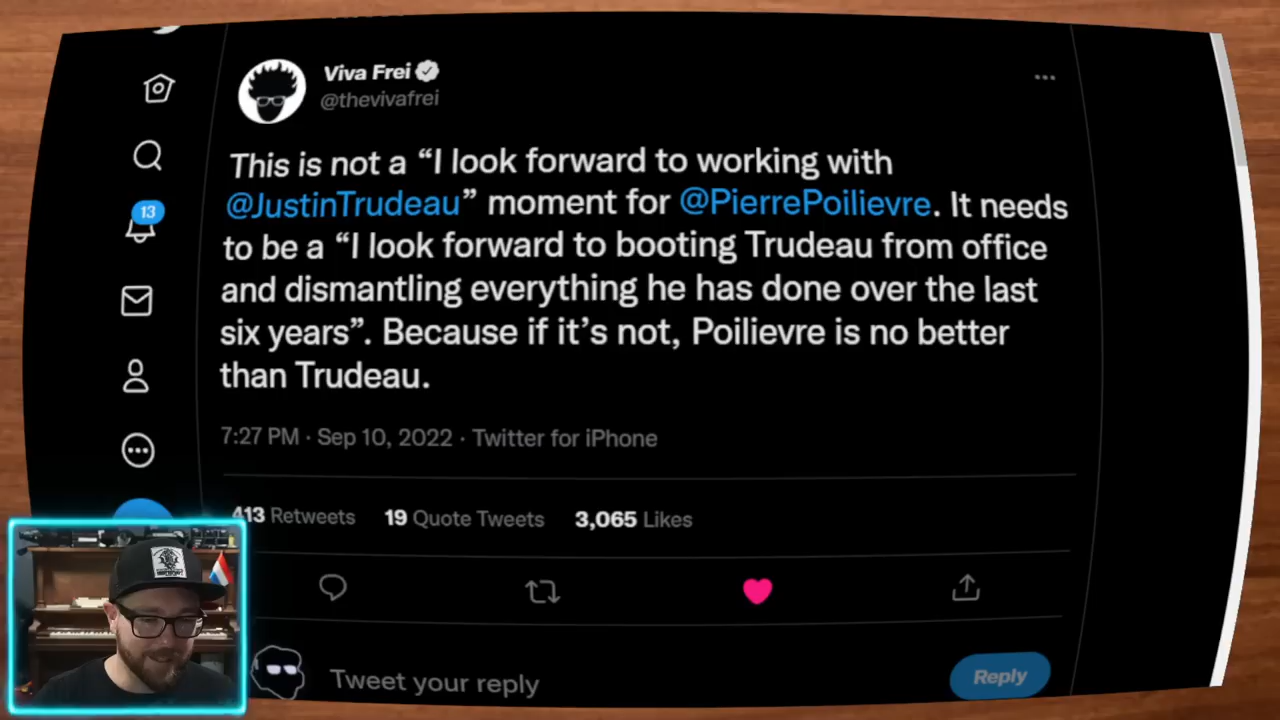 Viva Frei
@thevivafrei
This is not a “I look forward to working with
@JustinTrudeau” moment for @PierrePoilievre. It needs
to be a “I look forward to booting Trudeau from office
and dismantling everything he has done over the last
six years”. Because if it’s not, Poilievre is no better
than Trudeau.
13
7:27 PM · Sep 10, 2022 · Twitter for iPhone
413 Retweets 19 Quote Tweets 3,065 Likes
Tweet your reply
Reply